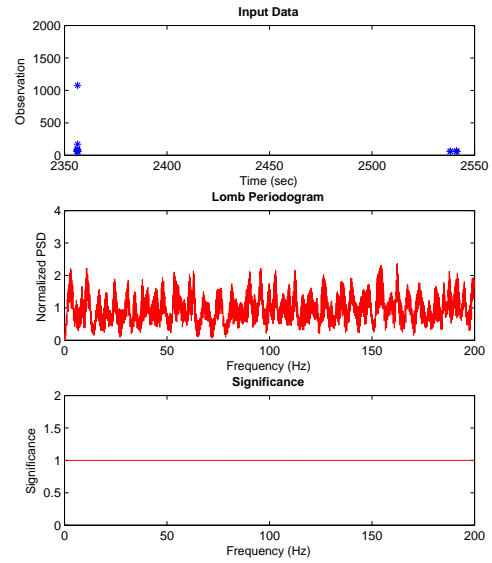 Input Data
2000
1500
1000
500
0
Observation
2350 2400 2450 2500 2550
Time (sec)
Lomb Periodogram
4
3
2
1
0
Normalized PSD
0 50 100 150 200
Frequency (Hz)
Significance
2
1.5
1
0.5
0
Significance
0 50 100 150 200
Frequency (Hz)